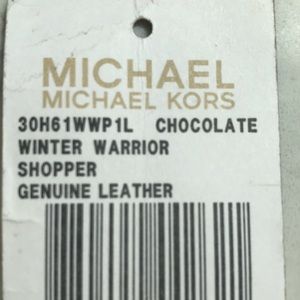 MICHAEL
MICHAEL KORS
30H61WWP1L CHOCOLATE
WINTER WARRIOR
SHOPPER
GENUINE LEATHER